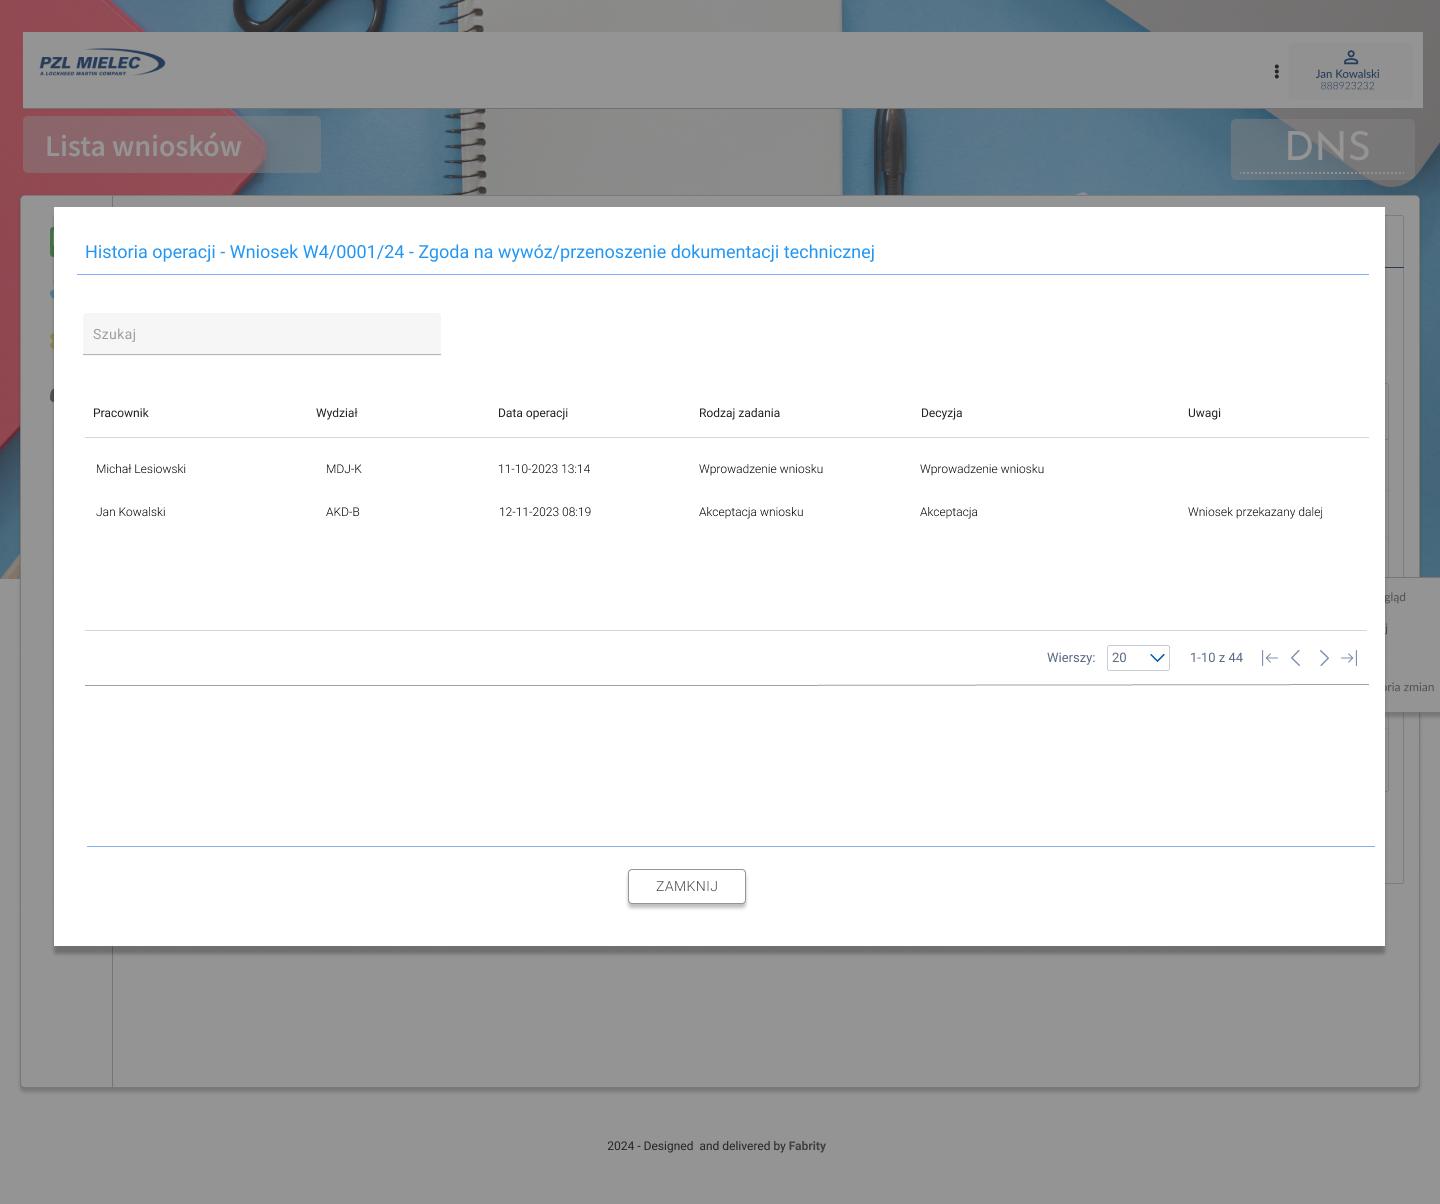 PZL MIELEC
A LOCKHEED MARTIN COMPANY
Jan Kowalski
888923232
Lista wniosków
DNS
Historia operacji - Wniosek W4/0001/24 - Zgoda na wywóz/przenoszenie dokumentacji technicznej
Szukaj
Pracownik Wydział Data operacji Rodzaj zadania Decyzja Uwagi
Michał Lesiowski MDJ-K 11-10-2023 13:14 Wprowadzenie wniosku Wprowadzenie wniosku
Jan Kowalski AKD-B 12-11-2023 08:19 Akceptacja wniosku Akceptacja Wniosek przekazany dalej
gląd
Wierszy: 20 1-10 z 44
oria zmian
ZAMKNIJ
2024 - Designed  and delivered by Fabrity